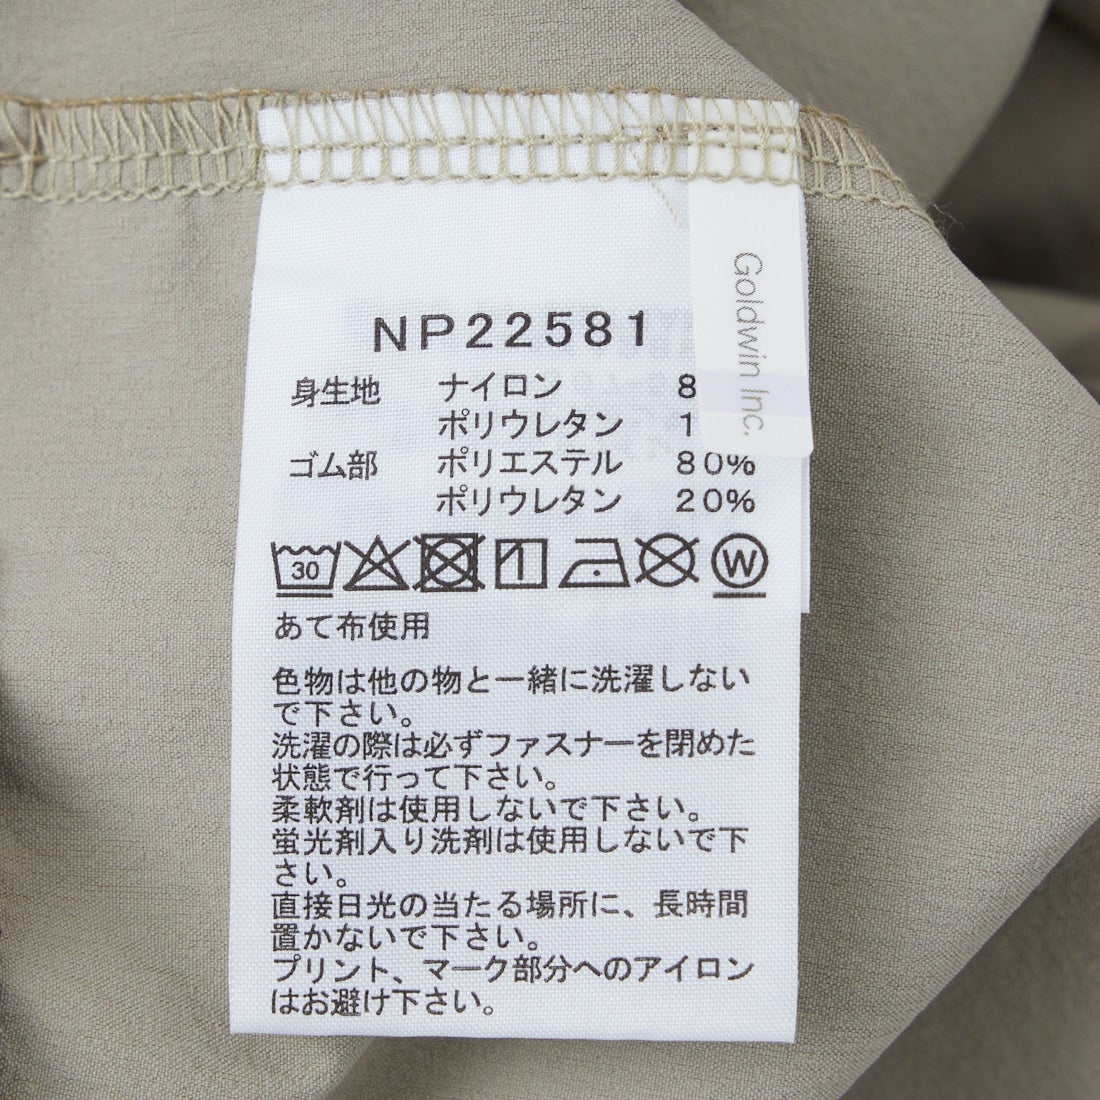 Goldwin Inc.
NP22581
身生地 ナイロン 8
ポリウレタン 1
ゴム部 ポリエステル 80%
ポリウレタン 20%
30 W
あて布使用
色物は他の物と一緒に洗濯しない
で下さい。
洗濯の際は必ずファスナーを閉めた
状態で行って下さい。
柔軟剤は使用しないで下さい。
蛍光剤入り洗剤は使用しないで下
さい。
直接日光の当たる場所に、長時間
置かないで下さい。
プリント、マーク部分へのアイロン
はお避け下さい。